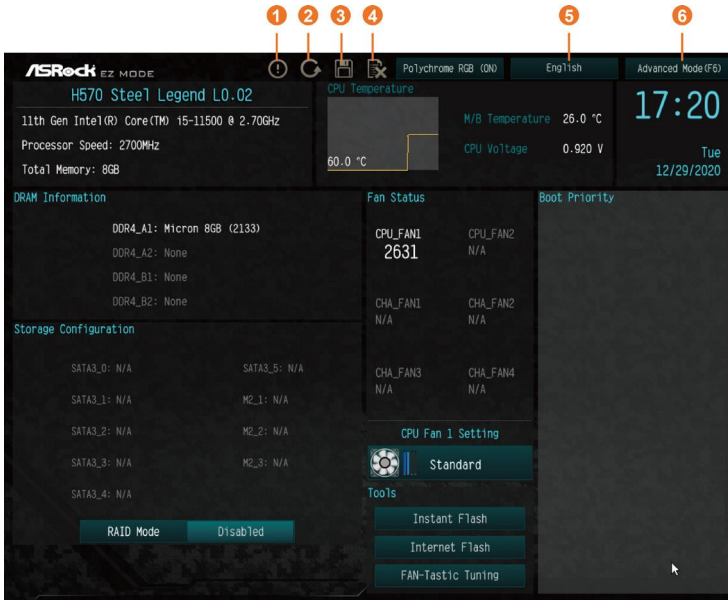 1 2 3 4 5 6
ASRock EZ MODE
Polychrome RGB (ON)
English
Advanced Mode(F6)
H570 Steel Legend L0.02
11th Gen Intel(R) Core(TM) i5-11500 @ 2.70GHz
Processor Speed: 2700MHz
Total Memory: 8GB
CPU Temperature
60.0 °C
M/B Temperature 26.0 °C
CPU Voltage 0.920 V
17:20
Tue
12/29/2020
DRAM Information
DDR4_A1: Micron 8GB (2133)
DDR4_A2: None
DDR4_B1: None
DDR4_B2: None
Storage Configuration
SATA3_0: N/A
SATA3_5: N/A
SATA3_1: N/A
M2_1: N/A
SATA3_2: N/A
M2_2: N/A
SATA3_3: N/A
M2_3: N/A
SATA3_4: N/A
RAID Mode
Disabled
Fan Status
CPU_FAN1
2631
CPU_FAN2
N/A
CHA_FAN1
N/A
CHA_FAN2
N/A
CHA_FAN3
N/A
CHA_FAN4
N/A
CPU Fan 1 Setting
Standard
Tools
Instant Flash
Internet Flash
FAN-Tastic Tuning
Boot Priority